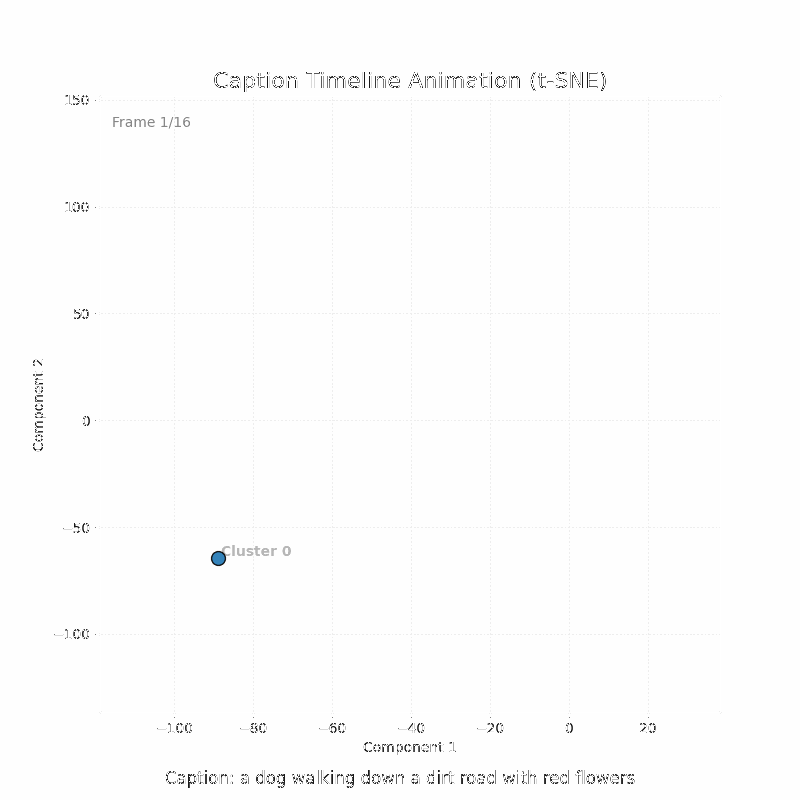 Caption Timeline Animation (t-SNE)
150
Frame 1/16
100
50
0
−50
−100
Component 2
Cluster 0
−100 −80 −60 −40 −20 0 20
Component 1
Caption: a dog walking down a dirt road with red flowers